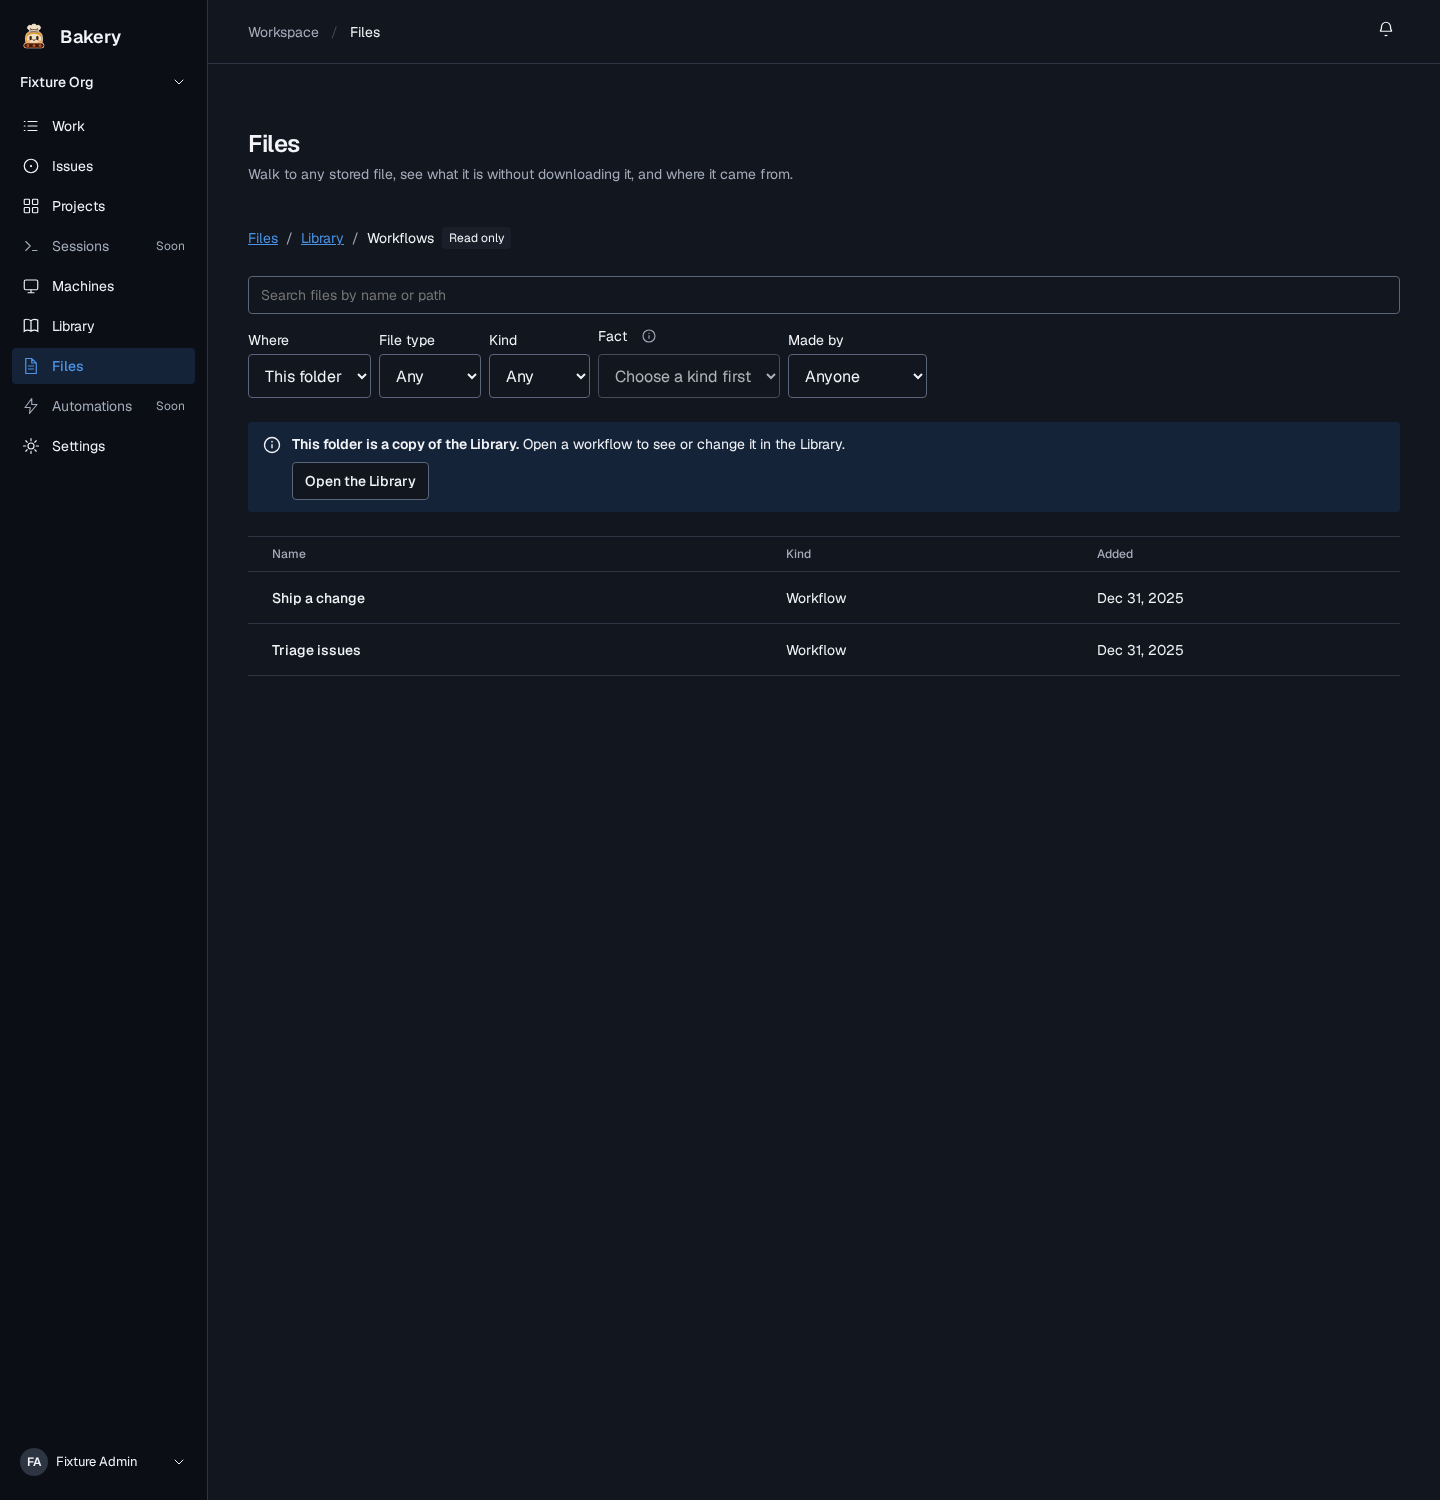 Bakery
Workspace / Files
Fixture Org
Work
Issues
Projects
Sessions Soon
Machines
Library
Files
Automations Soon
Settings
Files
Walk to any stored file, see what it is without downloading it, and where it came from.
Files / Library / Workflows Read only
Search files by name or path
Where File type Kind Fact Made by
This folder Any Any Choose a kind first Anyone
This folder is a copy of the Library. Open a workflow to see or change it in the Library.
Open the Library
Name Kind Added
Ship a change Workflow Dec 31, 2025
Triage issues Workflow Dec 31, 2025
FA Fixture Admin